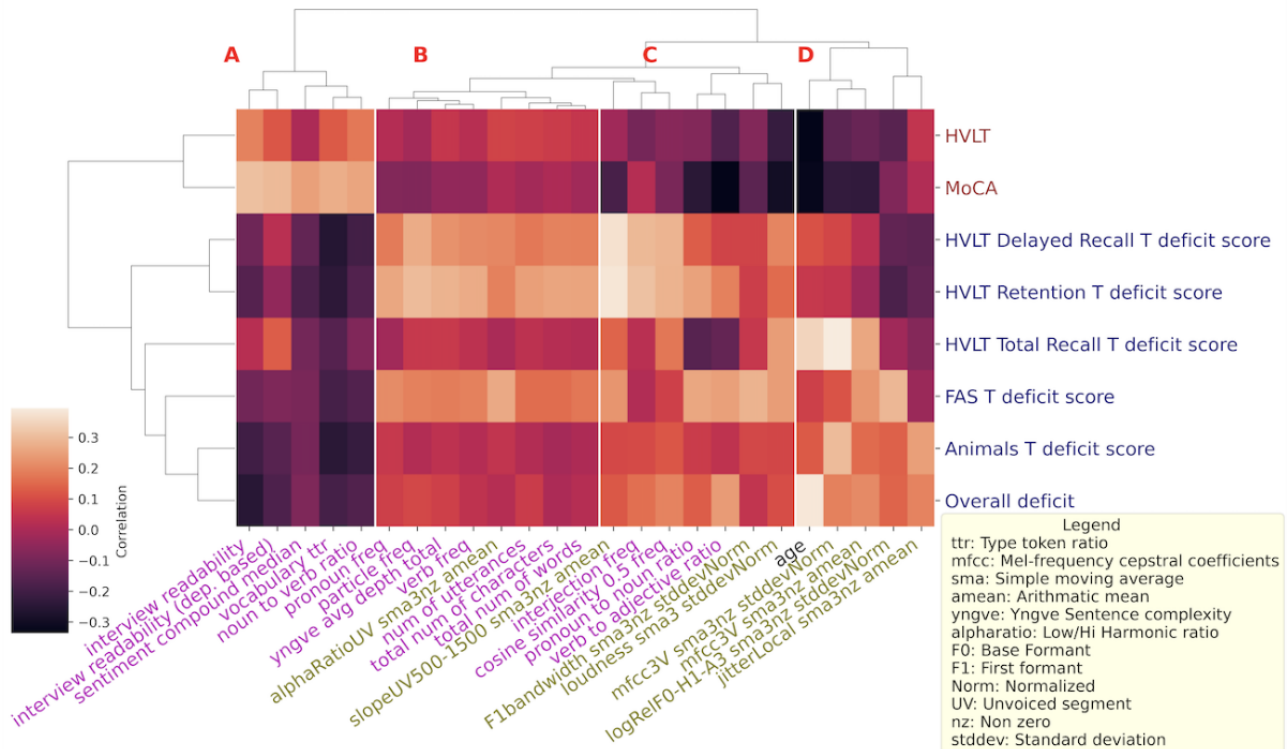 A B C D
HVLT
MoCA
HVLT Delayed Recall T deficit score
HVLT Retention T deficit score
HVLT Total Recall T deficit score
FAS T deficit score
Animals T deficit score
Overall deficit
0.3
0.2
0.1
0.0
−0.1
−0.2
−0.3
Correlation
interview readability
interview readability (dep. based)
sentiment compound median
vocabulary ttr
noun to verb ratio
pronoun freq
particle freq
yngve avg depth total
verb freq
alphaRatioUV sma3nz amean
num of utterances
total num of characters
total num of words
slopeUV500-1500 sma3nz amean
interjection freq
cosine similarity 0.5 freq
pronoun to noun ratio
verb to adjective ratio
F1bandwidth sma3nz stddevNorm
loudness sma3 stddevNorm
age
mfcc3V sma3nz stddevNorm
mfcc3V sma3nz amean
logRelF0-H1-A3 sma3nz stddevNorm
jitterLocal sma3nz amean
Legend
ttr: Type token ratio
mfcc: Mel-frequency cepstral coefficients
sma: Simple moving average
amean: Arithmatic mean
yngve: Yngve Sentence complexity
alpharatio: Low/Hi Harmonic ratio
F0: Base Formant
F1: First formant
Norm: Normalized
UV: Unvoiced segment
nz: Non zero
stddev: Standard deviation